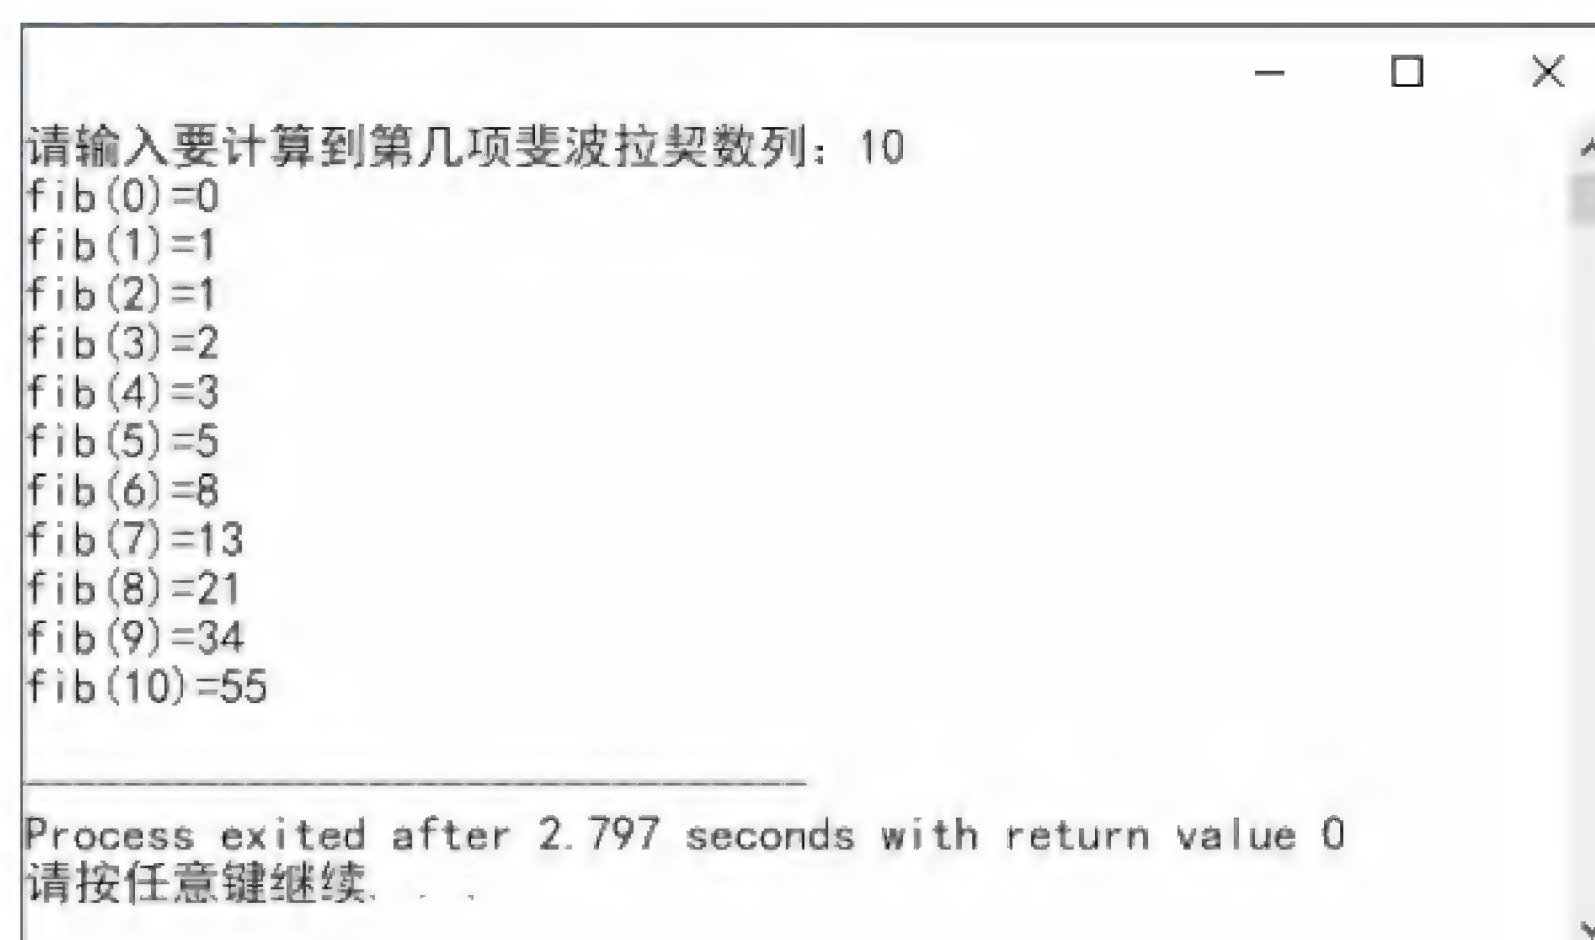 请输入要计算到第几项斐波拉契数列：10
fib(0)=0
fib(1)=1
fib(2)=1
fib(3)=2
fib(4)=3
fib(5)=5
fib(6)=8
fib(7)=13
fib(8)=21
fib(9)=34
fib(10)=55
Process exited after 2.797 seconds with return value 0
请按任意键继续. . .